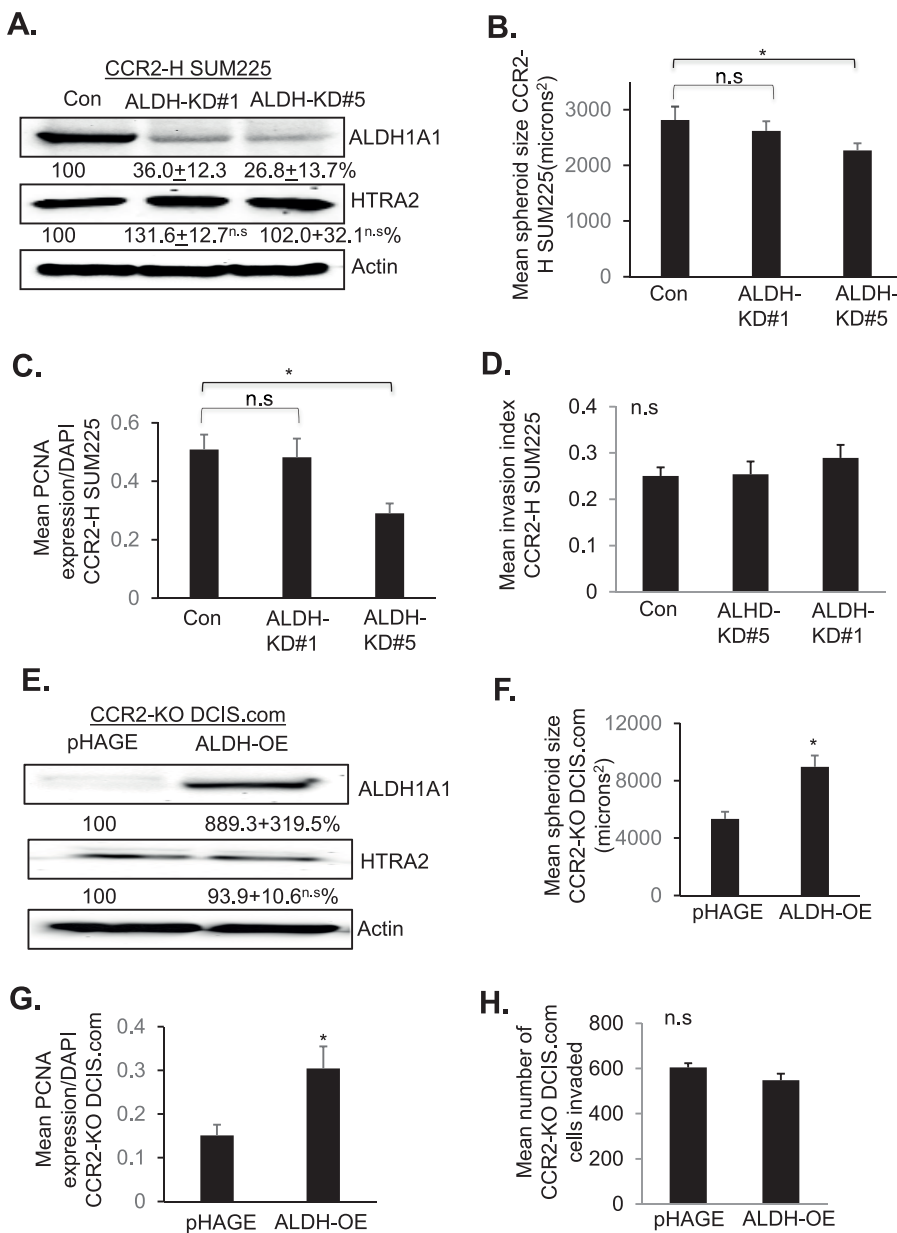 A.
CCR2-H SUM225
Con ALDH-KD#1 ALDH-KD#5
ALDH1A1
100 36.0±12.3 26.8±13.7%
HTRA2
100 131.6±12.7n.s 102.0+32.1n.s%
Actin
B.
Mean spheroid size CCR2-
H SUM225(microns2)
*
n.s
3000
2000
1000
0
Con ALDH-KD#1 ALDH-KD#5
C.
Mean PCNA
expression/DAPI
CCR2-H SUM225
*
n.s
0.6
0.4
0.2
0
Con ALDH-KD#1 ALDH-KD#5
D.
Mean invasion index
CCR2-H SUM225
n.s
0.4
0.3
0.2
0.1
0
Con ALHD-KD#5 ALDH-KD#1
E.
CCR2-KO DCIS.com
pHAGE ALDH-OE
ALDH1A1
100 889.3+319.5%
HTRA2
100 93.9+10.6n.s%
Actin
F.
Mean spheroid size
CCR2-KO DCIS.com
(microns2)
12000
8000
4000
0
*
pHAGE ALDH-OE
G.
Mean PCNA
expression/DAPI
CCR2-KO DCIS.com
0.4
0.3
0.2
0.1
0
*
pHAGE ALDH-OE
H.
Mean number of
CCR2-KO DCIS.com
cells invaded
n.s
800
600
400
200
0
pHAGE ALDH-OE